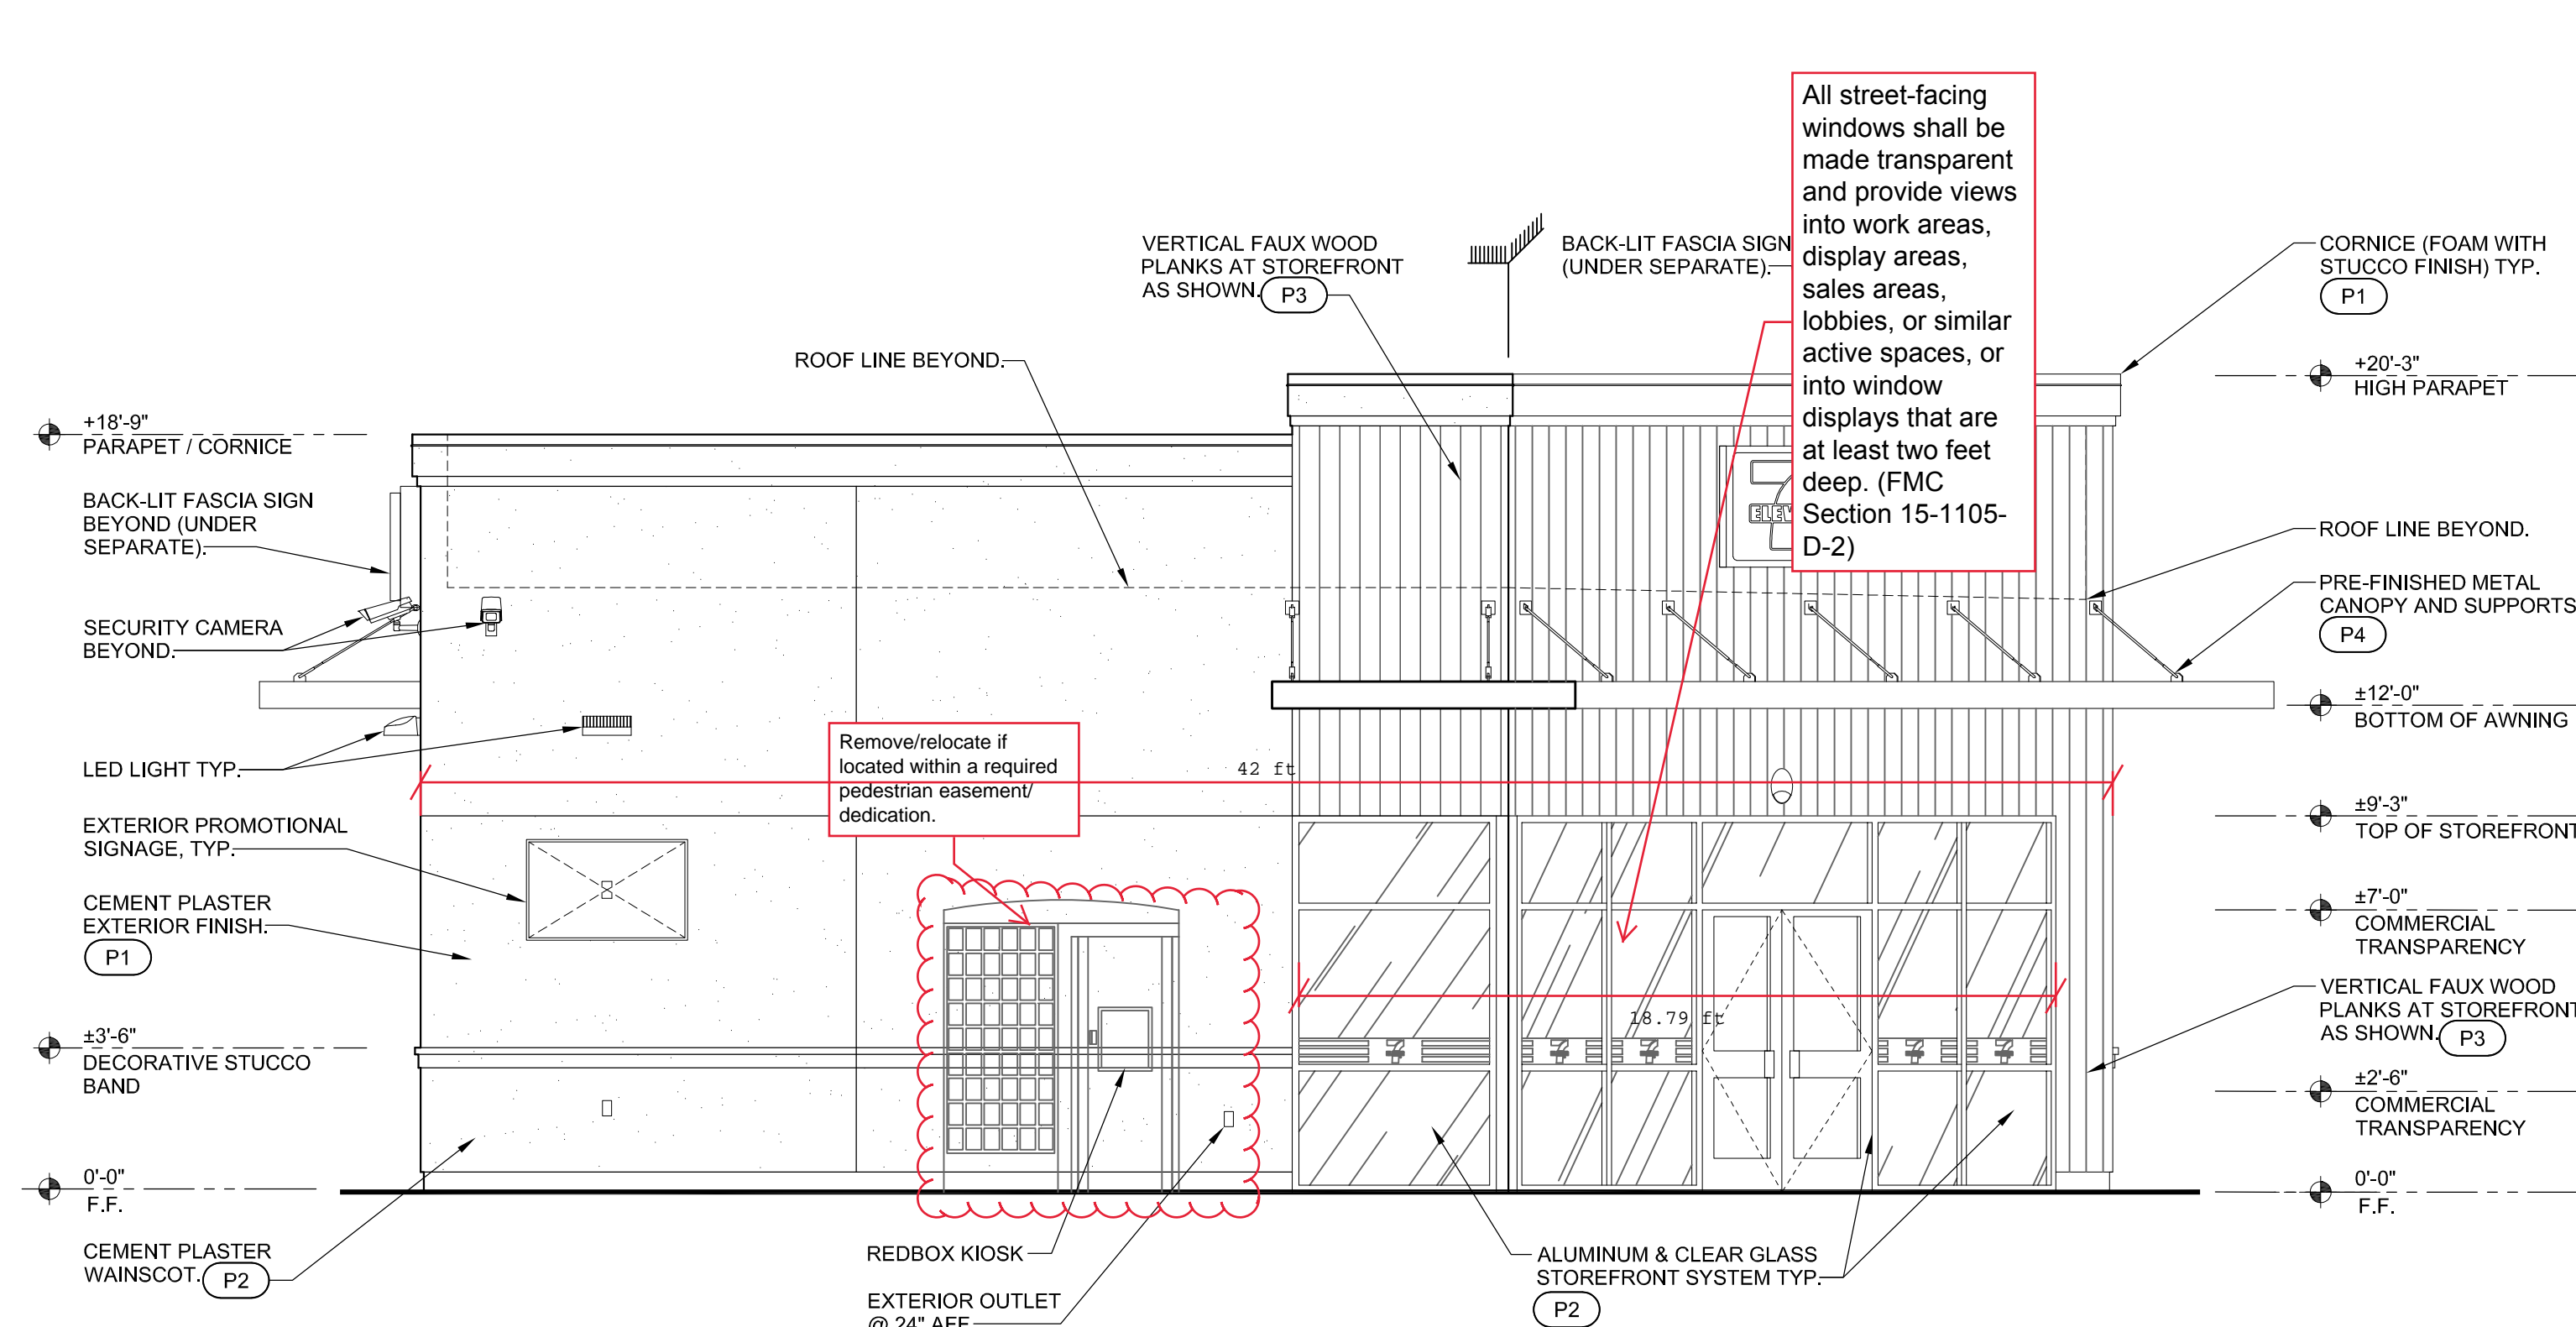 All street-facing
windows shall be
made transparent
and provide views
into work areas,
display areas,
sales areas,
lobbies, or similar
active spaces, or
into window
displays that are
at least two feet
deep. (FMC
Section 15-1105-
D-2)
VERTICAL FAUX WOOD
PLANKS AT STOREFRONT
AS SHOWN. P3
BACK-LIT FASCIA SIGN
(UNDER SEPARATE).
CORNICE (FOAM WITH
STUCCO FINISH) TYP.
P1
ROOF LINE BEYOND.
+20'-3"
HIGH PARAPET
+18'-9"
PARAPET / CORNICE
BACK-LIT FASCIA SIGN
BEYOND (UNDER
SEPARATE).
ROOF LINE BEYOND.
PRE-FINISHED METAL
CANOPY AND SUPPORTS
P4
SECURITY CAMERA
BEYOND.
±12'-0"
BOTTOM OF AWNING
LED LIGHT TYP.
Remove/relocate if
located within a required
pedestrian easement/
dedication.
42 ft
±9'-3"
TOP OF STOREFRONT
EXTERIOR PROMOTIONAL
SIGNAGE, TYP.
CEMENT PLASTER
EXTERIOR FINISH.
P1
±7'-0"
COMMERCIAL
TRANSPARENCY
VERTICAL FAUX WOOD
PLANKS AT STOREFRONT
AS SHOWN. P3
18.79 ft
7 7 7 7 7
±3'-6"
DECORATIVE STUCCO
BAND
±2'-6"
COMMERCIAL
TRANSPARENCY
0'-0"
F.F.
0'-0"
F.F.
CEMENT PLASTER
WAINSCOT. P2
REDBOX KIOSK
EXTERIOR OUTLET
@ 24" AFF
ALUMINUM & CLEAR GLASS
STOREFRONT SYSTEM TYP.
P2